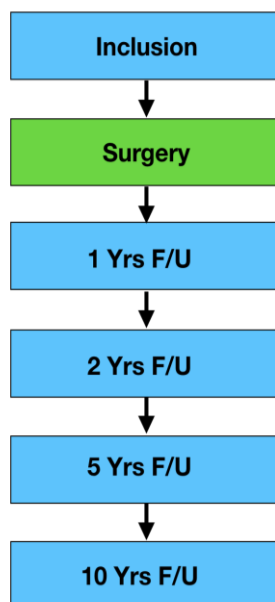 Inclusion
Surgery
1 Yrs F/U
2 Yrs F/U
5 Yrs F/U
10 Yrs F/U